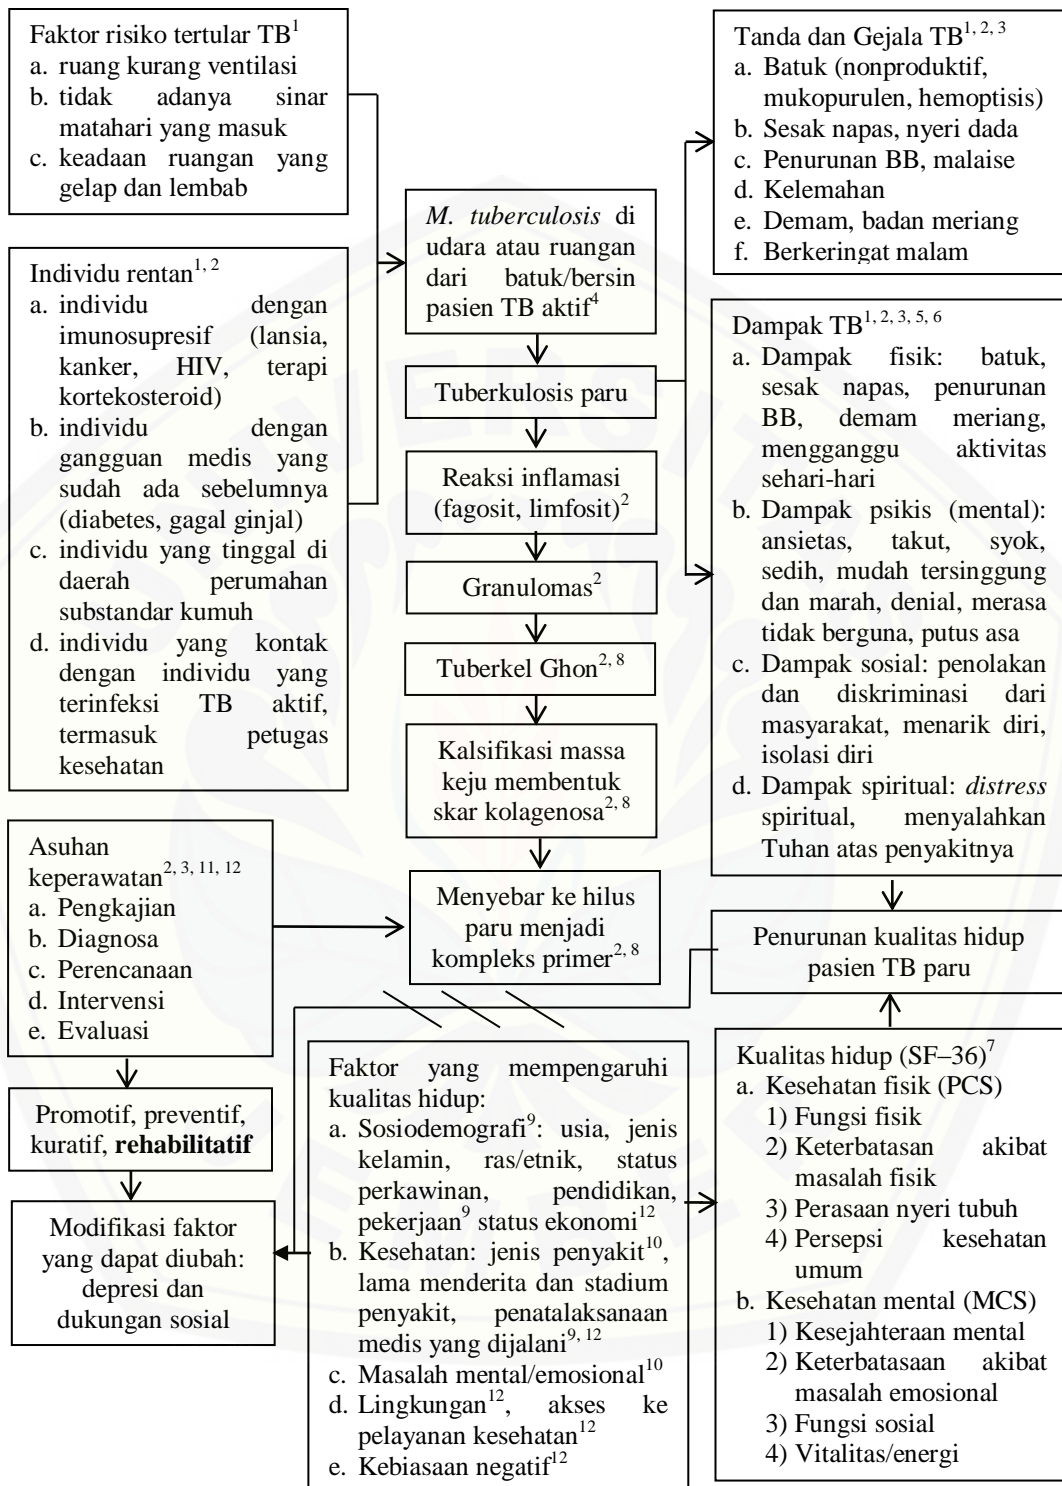 Faktor risiko tertular TB1
a. ruang kurang ventilasi
b. tidak adanya sinar
matahari yang masuk
c. keadaan ruangan yang
gelap dan lembab
Individu rentan1, 2
a. individu dengan
imunosupresif (lansia,
kanker, HIV, terapi
kortekosteroid)
b. individu dengan
gangguan medis yang
sudah ada sebelumnya
(diabetes, gagal ginjal)
c. individu yang tinggal di
daerah perumahan
substandar kumuh
d. individu yang kontak
dengan individu yang
terinfeksi TB aktif,
termasuk petugas
kesehatan
Asuhan
keperawatan2, 3, 11, 12
a. Pengkajian
b. Diagnosa
c. Perencanaan
d. Intervensi
e. Evaluasi
Promotif, preventif,
kuratif, rehabilitatif
Modifikasi faktor
yang dapat diubah:
depresi dan
dukungan sosial
M. tuberculosis di
udara atau ruangan
dari batuk/bersin
pasien TB aktif4
Tuberkulosis paru
Reaksi inflamasi
(fagosit, limfosit)2
Granulomas2
Tuberkel Ghon2, 8
Kalsifikasi massa
keju membentuk
skar kolagenosa2, 8
Menyebar ke hilus
paru menjadi
kompleks primer2, 8
Faktor yang mempengaruhi
kualitas hidup:
a. Sosiodemografi9: usia, jenis
kelamin, ras/etnik, status
perkawinan, pendidikan,
pekerjaan9 status ekonomi12
b. Kesehatan: jenis penyakit10,
lama menderita dan stadium
penyakit, penatalaksanaan
medis yang dijalani9, 12
c. Masalah mental/emosional10
d. Lingkungan12, akses ke
pelayanan kesehatan12
e. Kebiasaan negatif12
Tanda dan Gejala TB1, 2, 3
a. Batuk (nonproduktif,
mukopurulen, hemoptisis)
b. Sesak napas, nyeri dada
c. Penurunan BB, malaise
d. Kelemahan
e. Demam, badan meriang
f. Berkeringat malam
Dampak TB1, 2, 3, 5, 6
a. Dampak fisik: batuk,
sesak napas, penurunan
BB, demam meriang,
mengganggu aktivitas
sehari-hari
b. Dampak psikis (mental):
ansietas, takut, syok,
sedih, mudah tersinggung
dan marah, denial, merasa
tidak berguna, putus asa
c. Dampak sosial: penolakan
dan diskriminasi dari
masyarakat, menarik diri,
isolasi diri
d. Dampak spiritual: distress
spiritual, menyalahkan
Tuhan atas penyakitnya
Penurunan kualitas hidup
pasien TB paru
Kualitas hidup (SF–36)7
a. Kesehatan fisik (PCS)
1) Fungsi fisik
2) Keterbatasan akibat
masalah fisik
3) Perasaan nyeri tubuh
4) Persepsi kesehatan
umum
b. Kesehatan mental (MCS)
1) Kesejahteraan mental
2) Keterbatasaan akibat
masalah emosional
3) Fungsi sosial
4) Vitalitas/energi
UNIVERSITAS
JEMBER